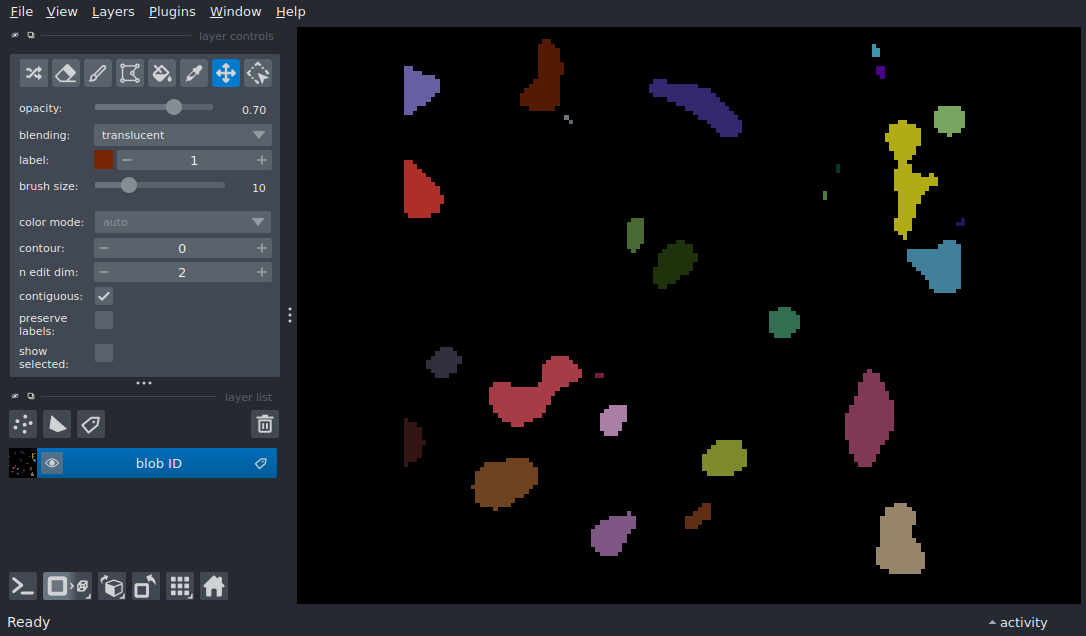 File View Layers Plugins Window Help
layer controls
opacity: 0.70
blending: translucent
label: 1
brush size: 10
color mode: auto
contour: 0
n edit dim: 2
contiguous:
preserve
labels:
show
selected:
layer list
blob ID
Ready
activity